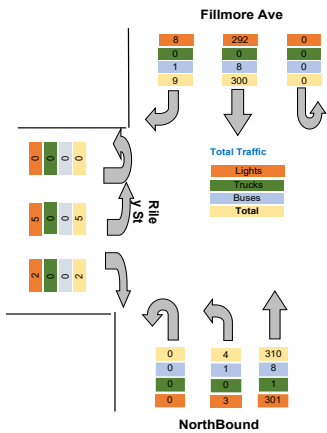 Fillmore Ave
8 292 0
0 0 0
1 8 0
9 300 0
Total Traffic
Lights
Trucks
Buses
Total
0 0 0 0
5 0 0 5
2 0 0 2
Rile
y St
0 4 310
0 1 8
0 0 1
0 3 301
NorthBound